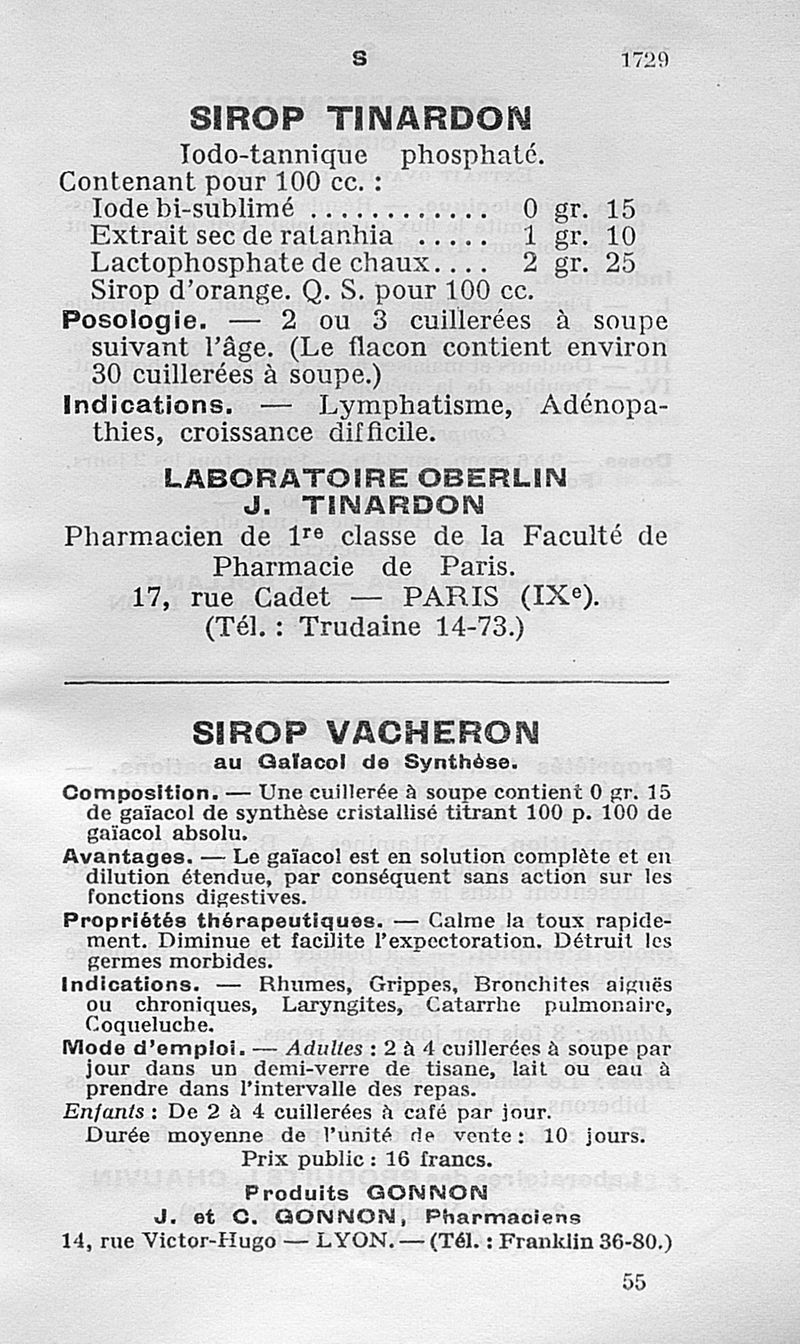 S 1729
SIROP TINARDON
Iodo-tannique phosphaté.
Contenant pour 100 cc. :
Iode bi-sublimé ............. 0 gr. 15
Extrait sec de ratanhia ..... 1 gr. 10
Lactophosphate de chaux.... 2 gr. 25
Sirop d'orange. Q. S. pour 100 cc.
Posologie. — 2 ou 3 cuillerées à soupe
suivant l'âge. (Le flacon contient environ
30 cuillerées à soupe.)
Indications. — Lymphatisme, Adénopa-
thies, croissance difficile.
LABORATOIRE OBERLIN
J. TINARDON
Pharmacien de 1re classe de la Faculté de
Pharmacie de Paris.
17, rue Cadet — PARIS (IXe).
(Tél. : Trudaine 14-73.)
SIROP VACHERON
au Gaïacol de Synthèse.
Composition. — Une cuillerée à soupe contient 0 gr. 15
de gaïacol de synthèse cristallisé titrant 100 p. 100 de
gaïacol absolu.
Avantages. — Le gaïacol est en solution complète et en
dilution étendue, par conséquent sans action sur les
fonctions digestives.
Propriétés thérapeutiques. — Calme la toux rapide-
ment. Diminue et facilite l'expectoration. Détruit les
germes morbides.
Indications. — Rhumes, Grippes, Bronchites aiguës
ou chroniques, Laryngites, Catarrhe pulmonaire,
Coqueluche.
Mode d'emploi. — Adultes : 2 à 4 cuillerées à soupe par
jour dans un demi-verre de tisane, lait ou eau à
prendre dans l'intervalle des repas.
Enfants : De 2 à 4 cuillerées à café par jour.
Durée moyenne de l'unité de vente : 10 jours.
Prix public : 16 francs.
Produits GONNON
J. et C. GONNON, Pharmaciens
14, rue Victor-Hugo — LYON. — (Tél. : Franklin 36-80.)
55